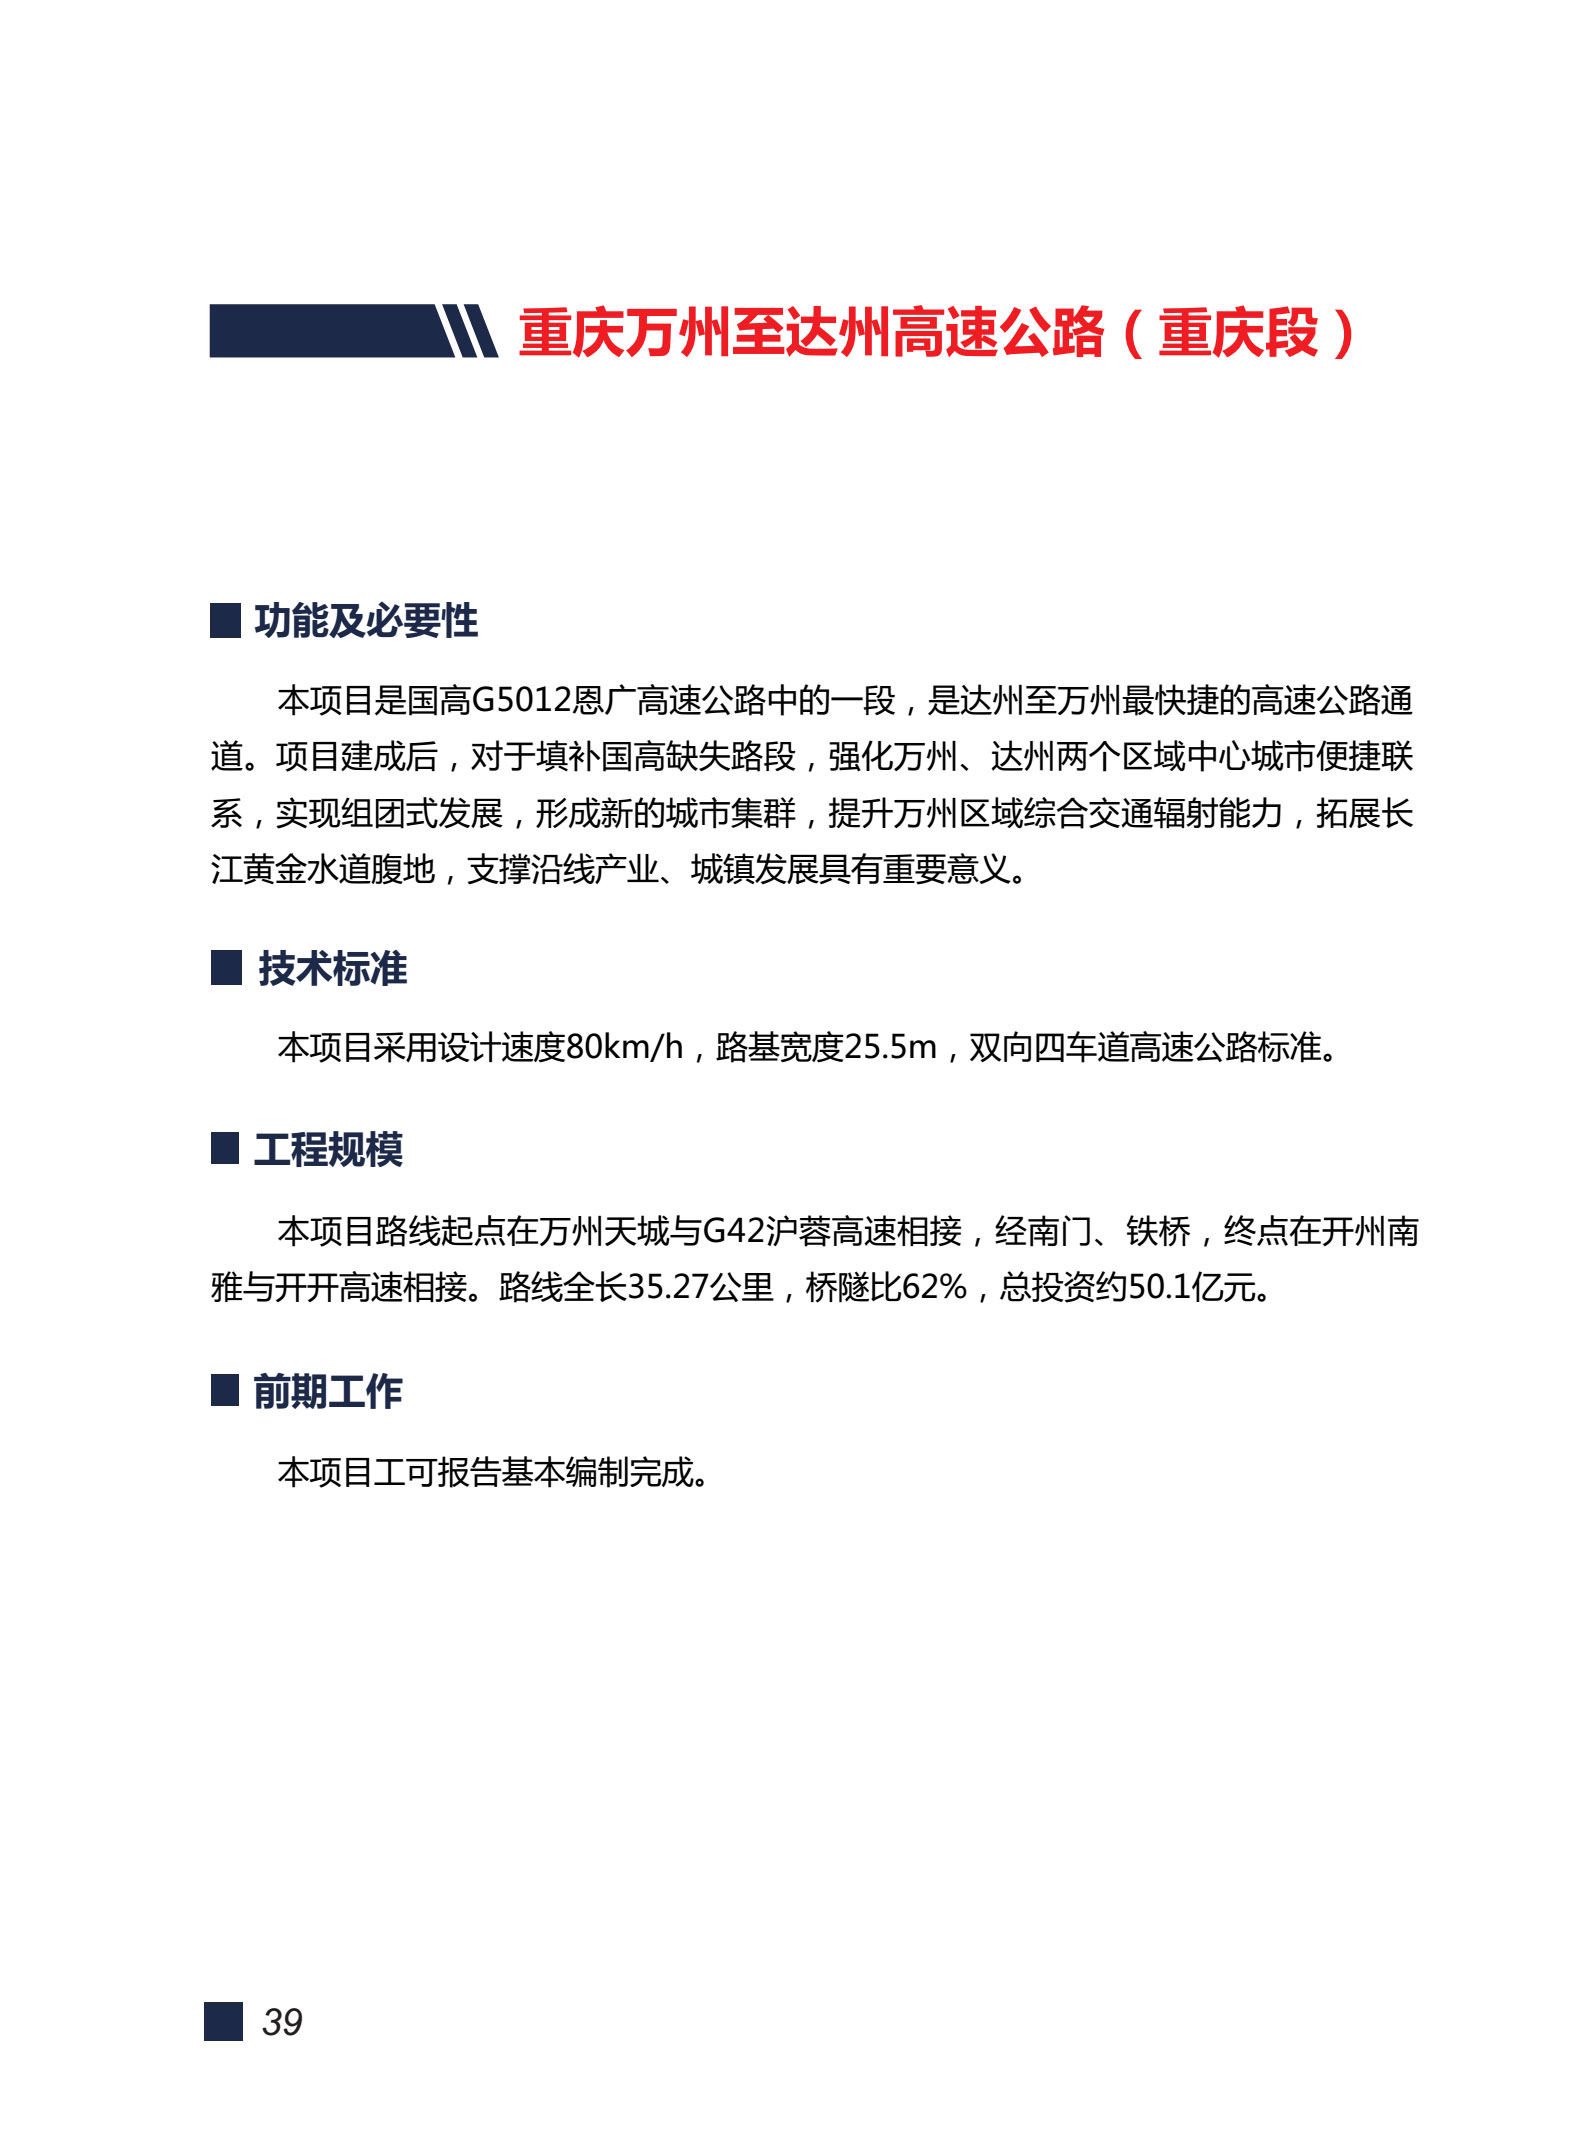 重庆万州至达州高速公路（重庆段）
功能及必要性
本项目是国高G5012恩广高速公路中的一段，是达州至万州最快捷的高速公路通
道。项目建成后，对于填补国高缺失路段，强化万州、达州两个区域中心城市便捷联
系，实现组团式发展，形成新的城市集群，提升万州区域综合交通辐射能力，拓展长
江黄金水道腹地，支撑沿线产业、城镇发展具有重要意义。
技术标准
本项目采用设计速度80km/h，路基宽度25.5m，双向四车道高速公路标准。
工程规模
本项目路线起点在万州天城与G42沪蓉高速相接，经南门、铁桥，终点在开州南
雅与开开高速相接。路线全长35.27公里，桥隧比62%，总投资约50.1亿元。
前期工作
本项目工可报告基本编制完成。
39